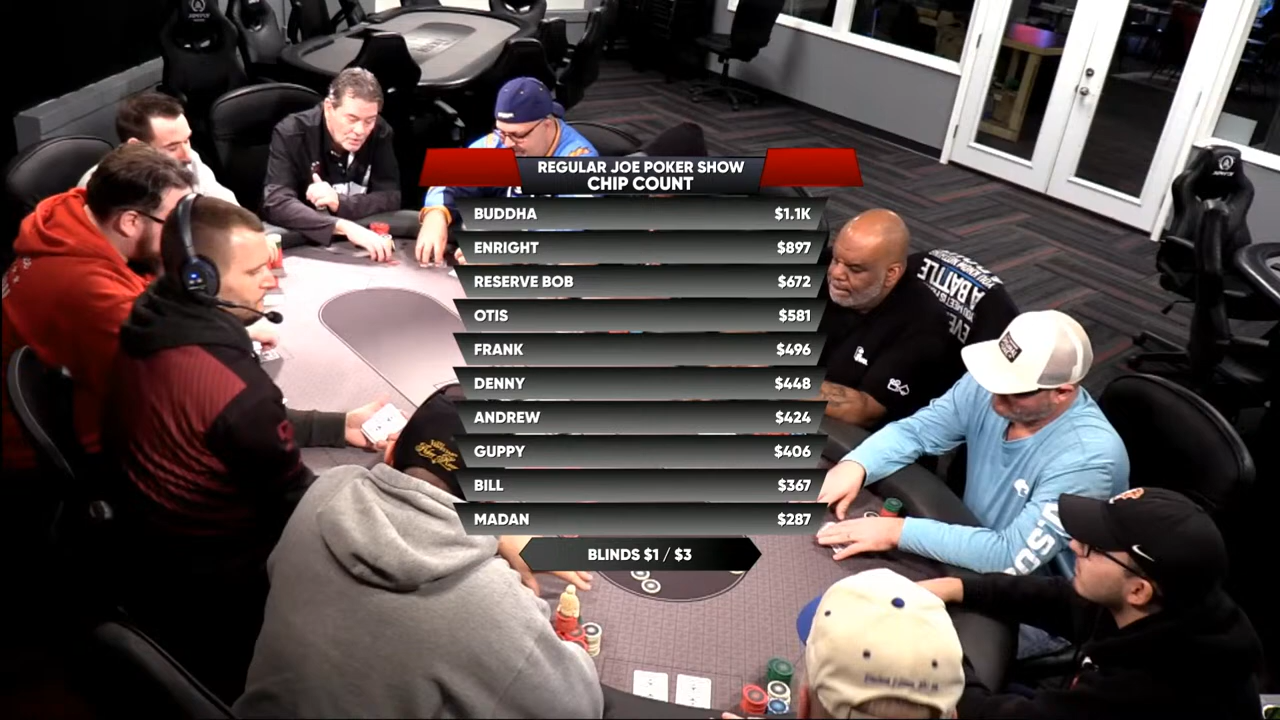 REGULAR JOE POKER SHOW
CHIP COUNT
BUDDHA $1.1K
ENRIGHT $897
RESERVE BOB $672
OTIS $581
FRANK $496
DENNY $448
ANDREW $424
GUPPY $406
BILL $367
MADAN $287
BLINDS $1 / $3
A BATTLE